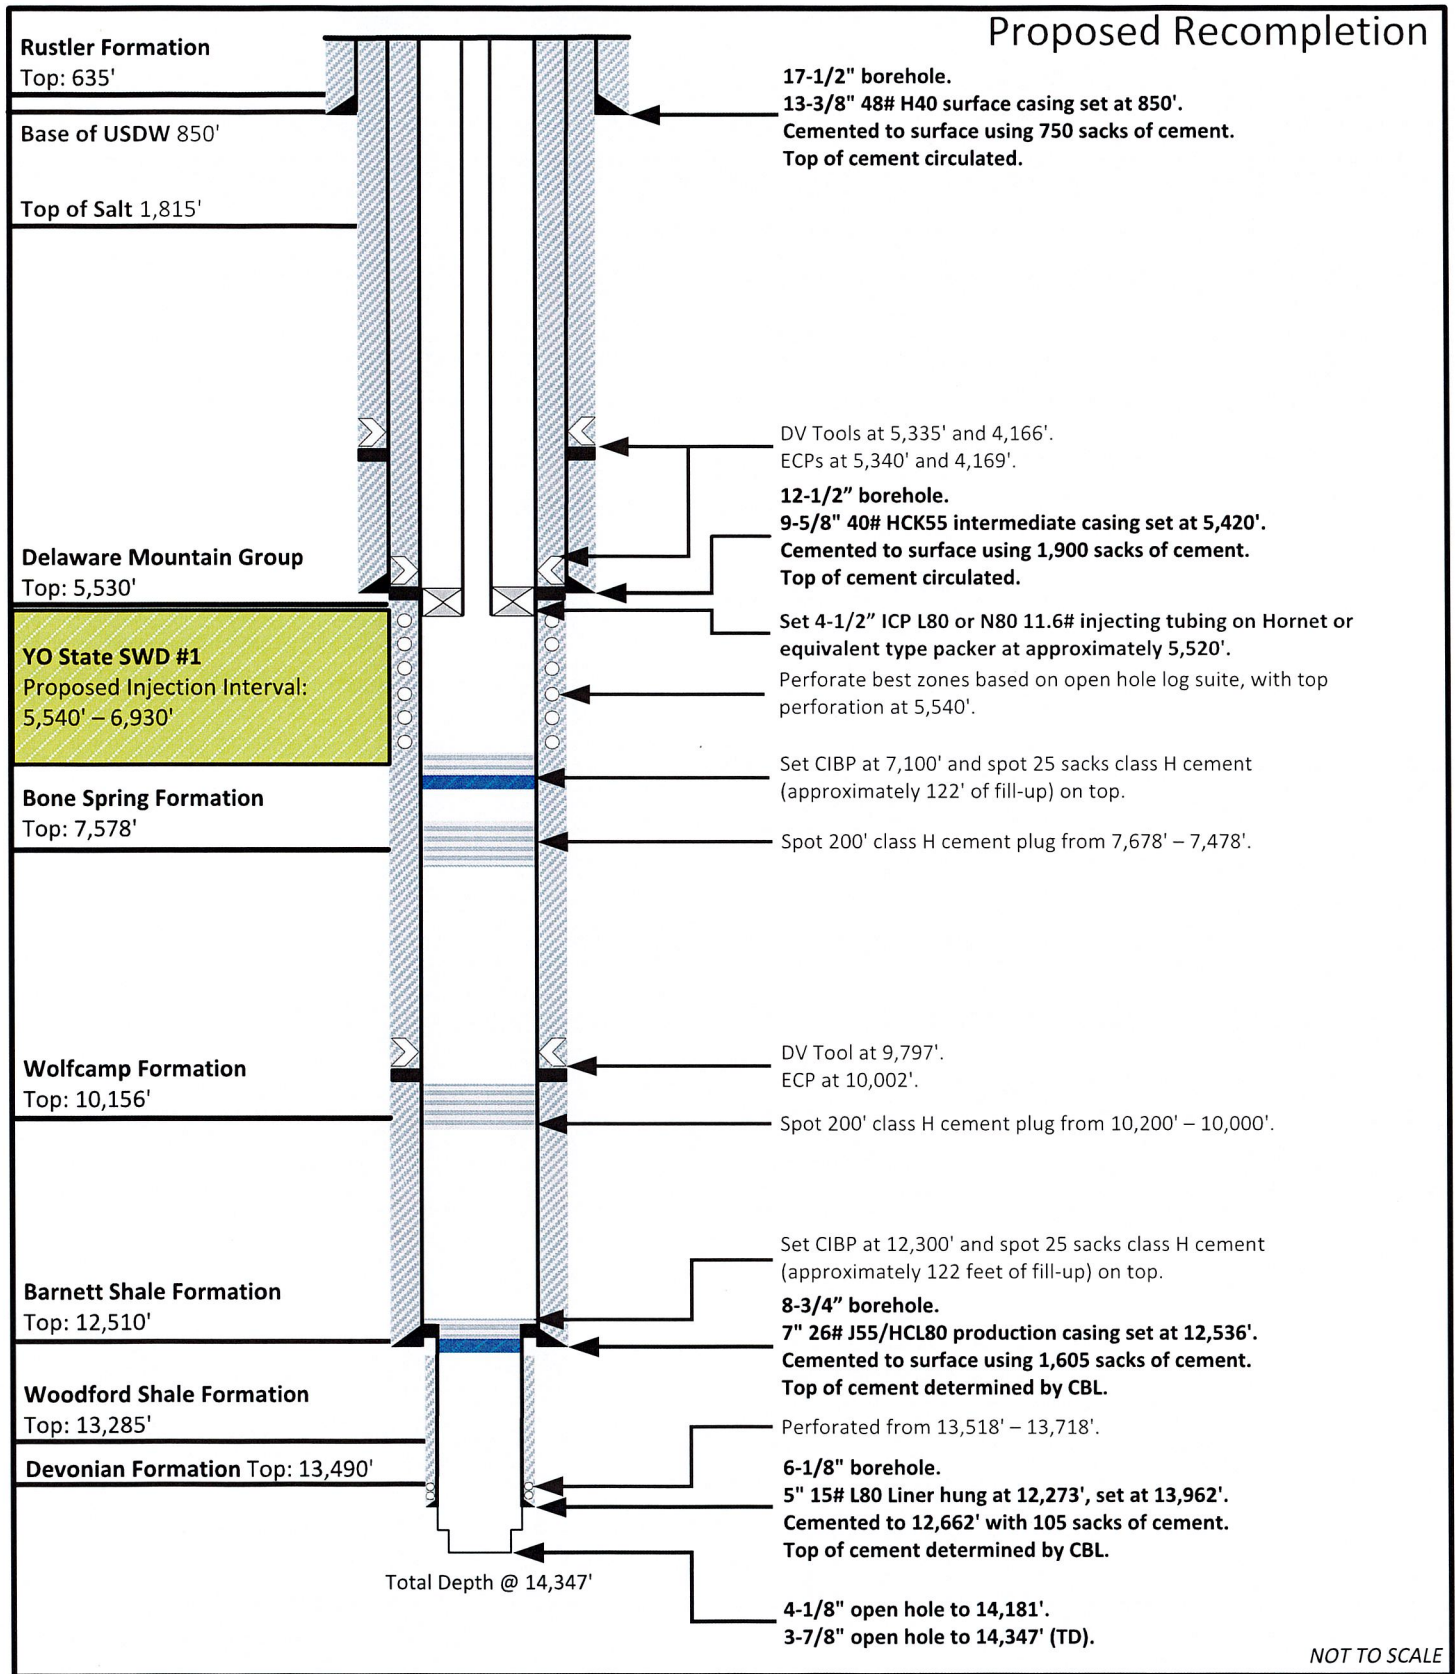 Proposed Recompletion
Rustler Formation
Top: 635'
Base of USDW 850'
Top of Salt 1,815'
Delaware Mountain Group
Top: 5,530'
YO State SWD #1
Proposed Injection Interval:
5,540' – 6,930'
Bone Spring Formation
Top: 7,578'
Wolfcamp Formation
Top: 10,156'
Barnett Shale Formation
Top: 12,510'
Woodford Shale Formation
Top: 13,285'
Devonian Formation Top: 13,490'
Total Depth @ 14,347'
17-1/2" borehole.
13-3/8" 48# H40 surface casing set at 850'.
Cemented to surface using 750 sacks of cement.
Top of cement circulated.
DV Tools at 5,335' and 4,166'.
ECPs at 5,340' and 4,169'.
12-1/2” borehole.
9-5/8" 40# HCK55 intermediate casing set at 5,420'.
Cemented to surface using 1,900 sacks of cement.
Top of cement circulated.
Set 4-1/2” ICP L80 or N80 11.6# injecting tubing on Hornet or
equivalent type packer at approximately 5,520'.
Perforate best zones based on open hole log suite, with top
perforation at 5,540'.
Set CIBP at 7,100' and spot 25 sacks class H cement
(approximately 122' of fill-up) on top.
Spot 200' class H cement plug from 7,678' – 7,478'.
DV Tool at 9,797'.
ECP at 10,002'.
Spot 200' class H cement plug from 10,200' – 10,000'.
Set CIBP at 12,300' and spot 25 sacks class H cement
(approximately 122 feet of fill-up) on top.
8-3/4” borehole.
7" 26# J55/HCL80 production casing set at 12,536'.
Cemented to surface using 1,605 sacks of cement.
Top of cement determined by CBL.
Perforated from 13,518' – 13,718'.
6-1/8" borehole.
5" 15# L80 Liner hung at 12,273', set at 13,962'.
Cemented to 12,662' with 105 sacks of cement.
Top of cement determined by CBL.
4-1/8" open hole to 14,181'.
3-7/8" open hole to 14,347' (TD).
NOT TO SCALE